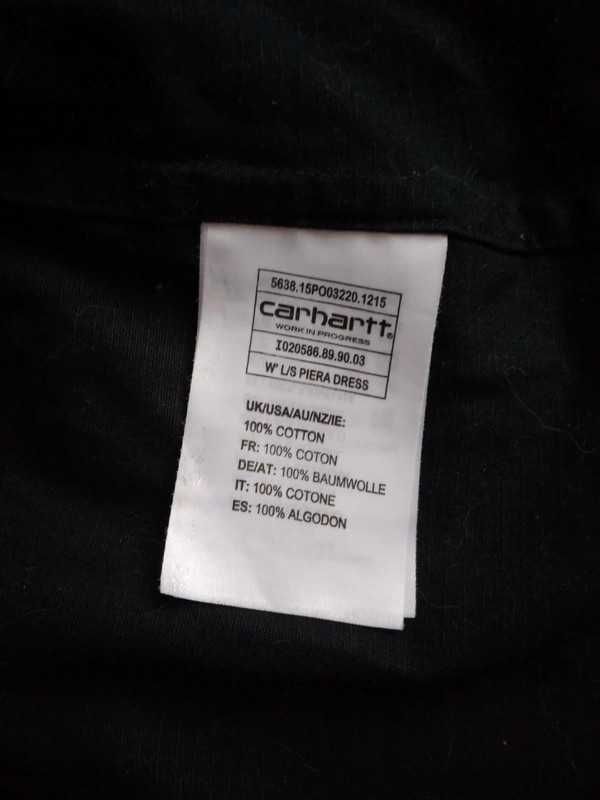 5638.15PO03220.1215
carhartt®
WORK IN PROGRESS
I020586.89.90.03
W' L/S PIERA DRESS
UK/USA/AU/NZ/IE:
100% COTTON
FR: 100% COTON
DE/AT: 100% BAUMWOLLE
IT: 100% COTONE
ES: 100% ALGODON